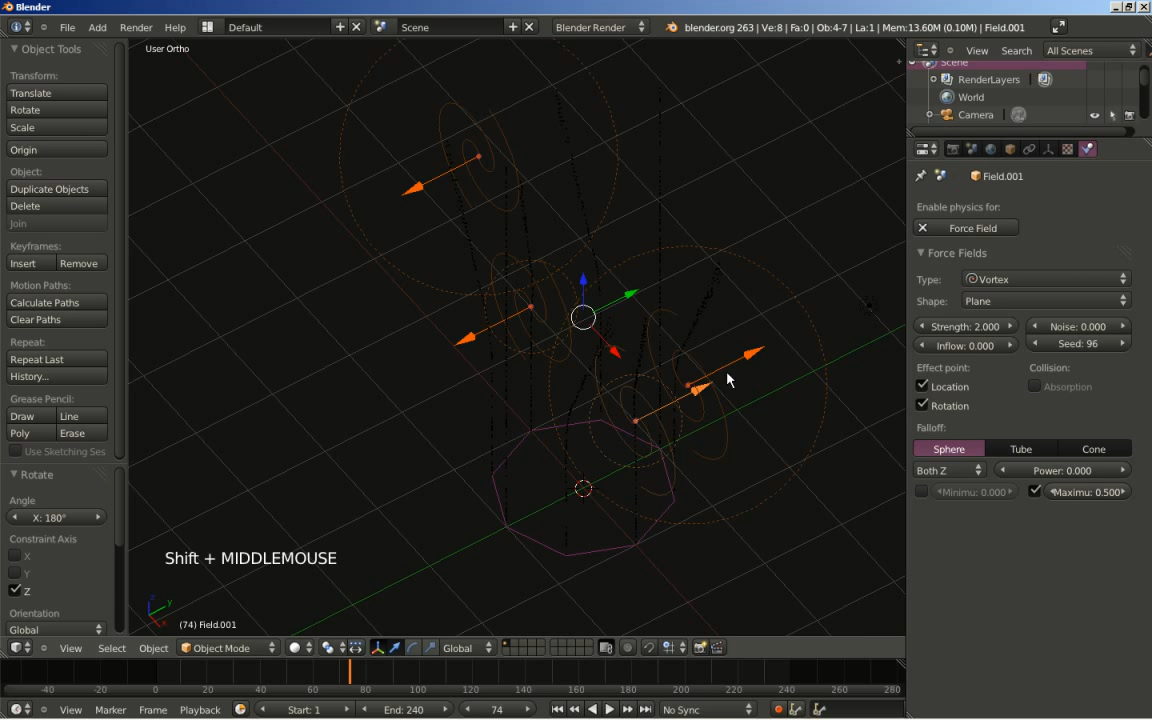 Blender
File Add Render Help Default Scene Blender Render blender.org 263 | Ve:8 | Fa:0 | Ob:4-7 | La:1 | Mem:13.60M (0.10M) | Field.001
Object Tools
Transform:
Translate
Rotate
Scale
Origin
Object:
Duplicate Objects
Delete
Join
Keyframes:
Insert Remove
Motion Paths:
Calculate Paths
Clear Paths
Repeat:
Repeat Last
History...
Grease Pencil:
Draw Line
Poly Erase
Use Sketching Ses
Rotate
Angle
X: 180°
Constraint Axis
X
Y
Z
Orientation
Global
User Ortho
Shift + MIDDLEMOUSE
(74) Field.001
View Search All Scenes
Scene
RenderLayers
World
Camera
Field.001
Enable physics for:
Force Field
Force Fields
Type: Vortex
Shape: Plane
Strength: 2.000 Noise: 0.000
Inflow: 0.000 Seed: 96
Effect point: Collision:
Location Absorption
Rotation
Falloff:
Sphere Tube Cone
Both Z Power: 0.000
Minimu: 0.000 Maximu: 0.500
View Select Object Object Mode Global
-40 -20 0 20 40 60 80 100 120 140 160 180 200 220 240 260 280
View Marker Frame Playback Start: 1 End: 240 74 No Sync